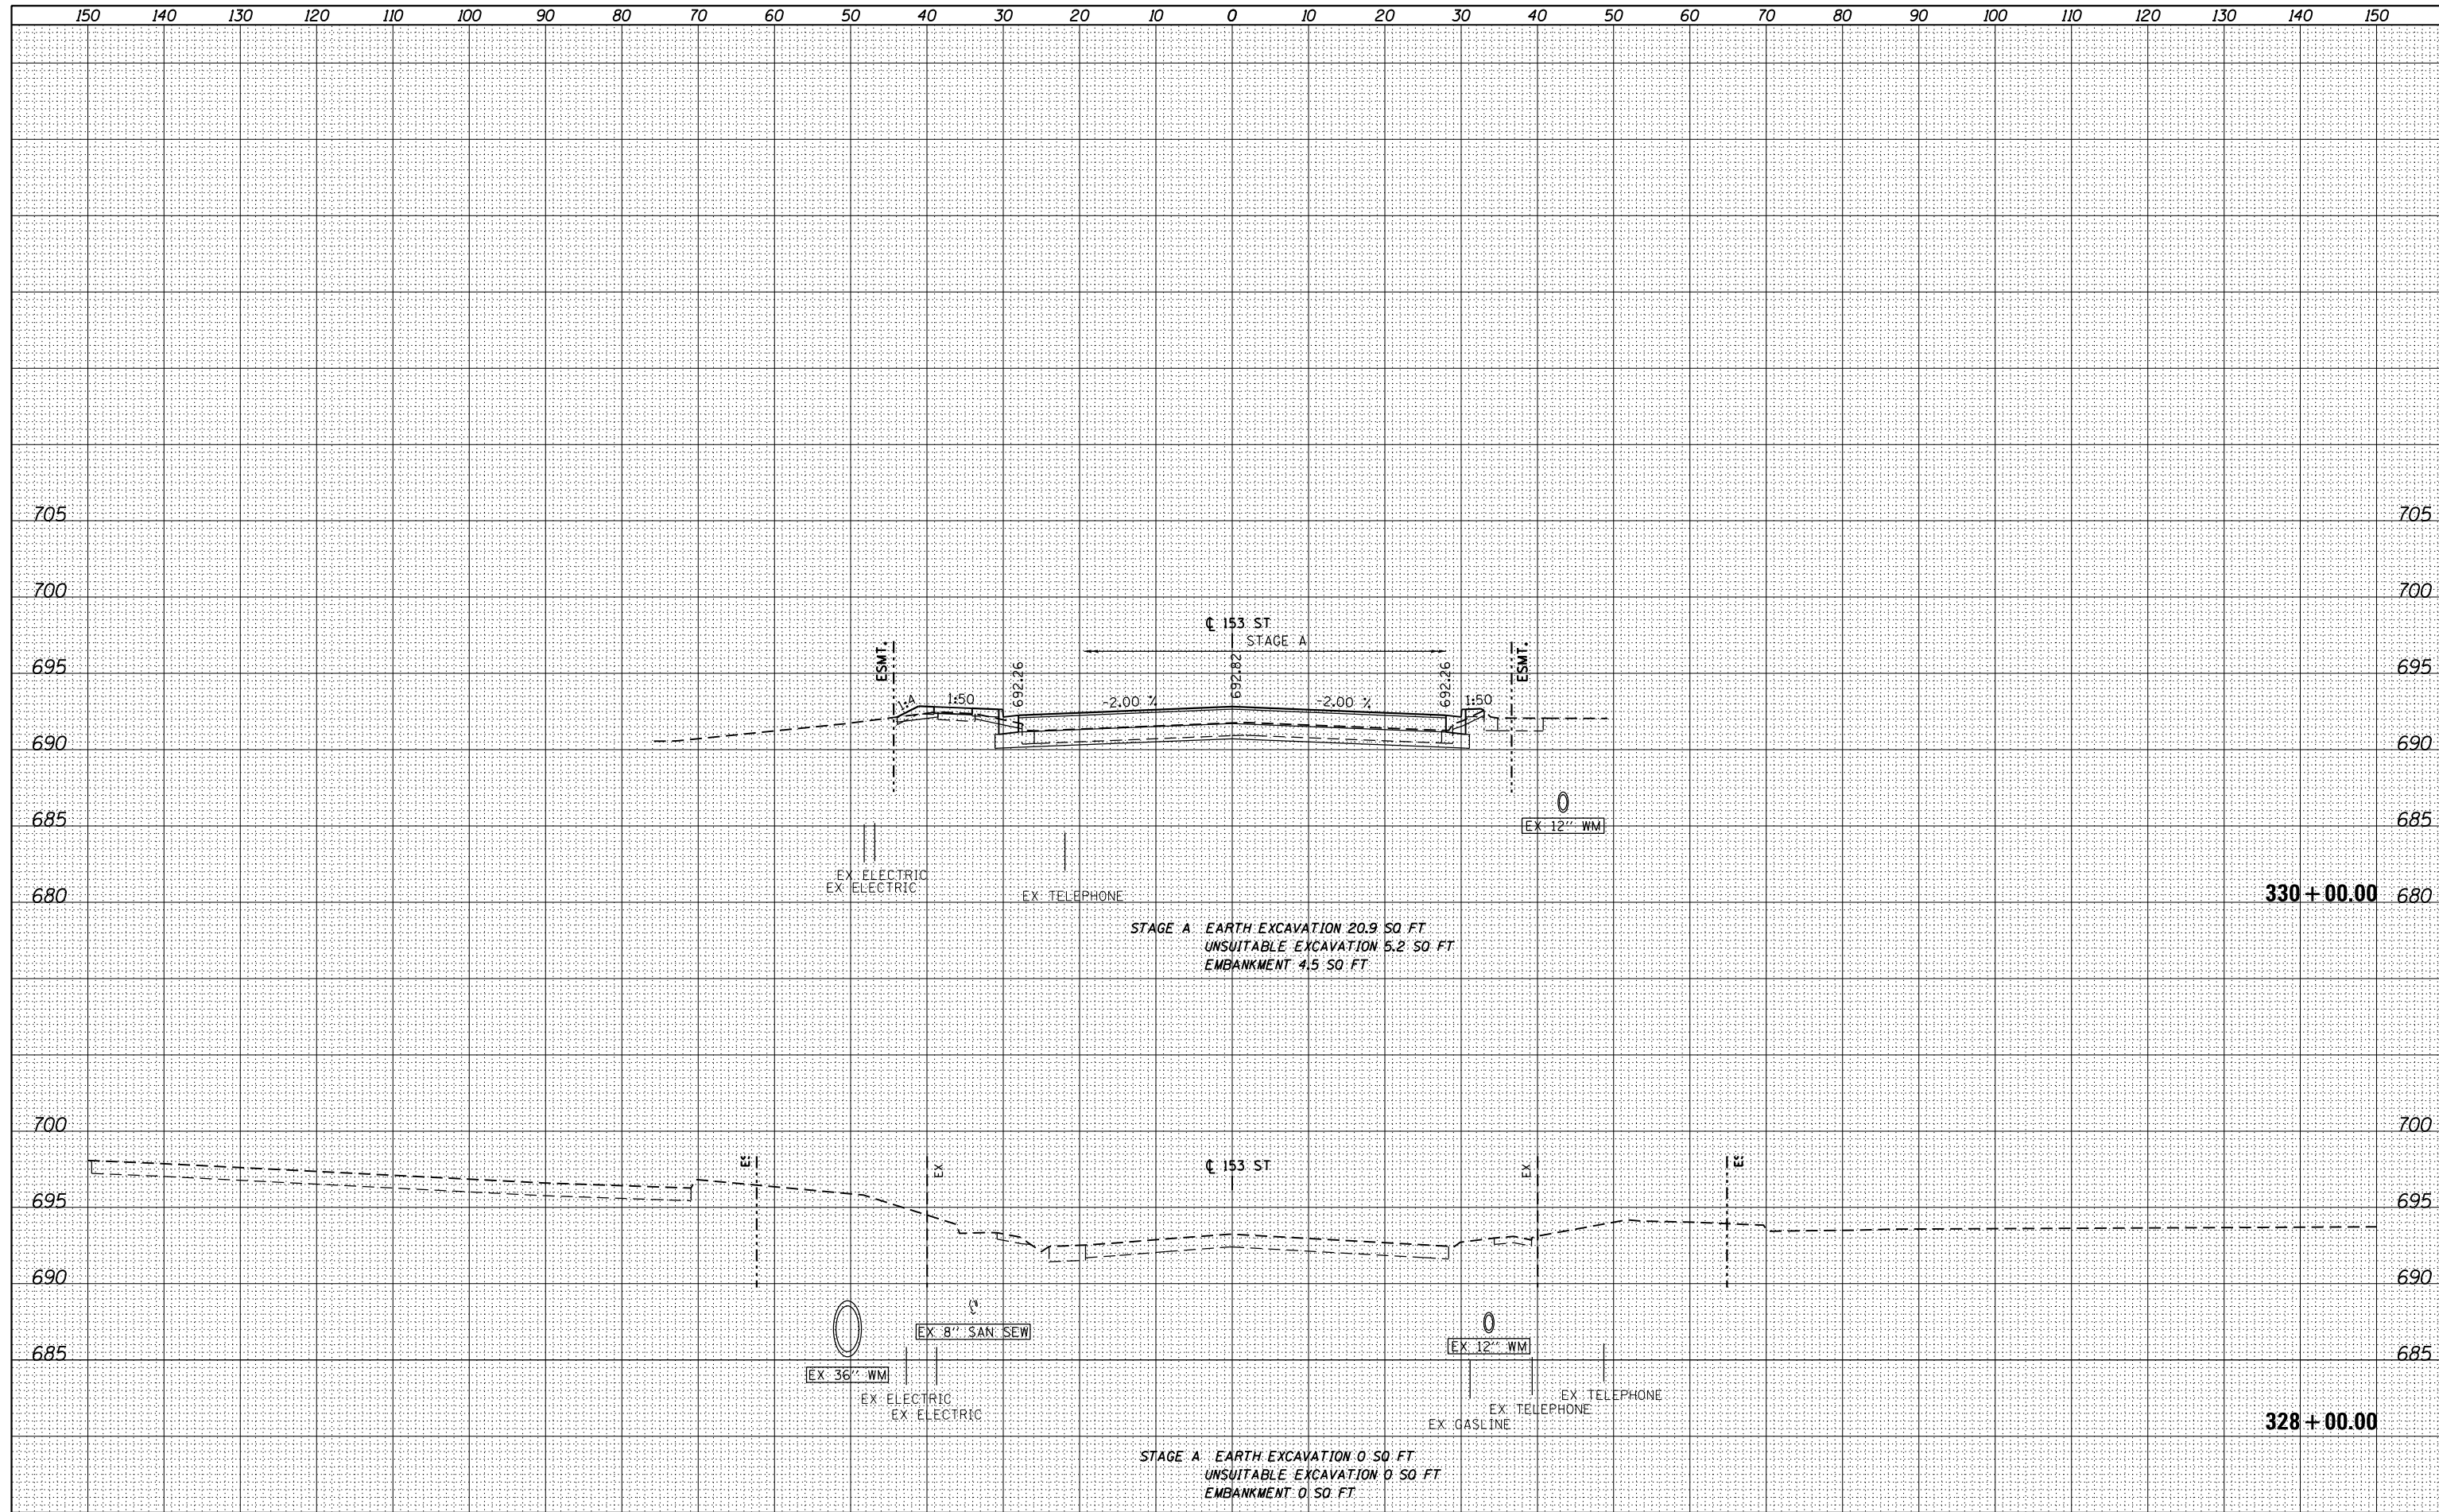 150 140 130 120 110 100 90 80 70 60 50 40 30 20 10 0 10 20 30 40 50 60 70 80 90 100 110 120 130 140 150
705 705
700 700
℄ 153 ST
STAGE A
ESMT. ESMT.
695 695
692.26 692.82 692.26
1:4 1:50 -2.00 % -2.00 % 1:50
690 690
685 EX 12" WM 685
EX ELECTRIC
EX ELECTRIC
EX TELEPHONE
680 330+00.00 680
STAGE A EARTH EXCAVATION 20.9 SQ FT
UNSUITABLE EXCAVATION 5.2 SQ FT
EMBANKMENT 4.5 SQ FT
700 700
℄ 153 ST
EX EX
695 695
690 690
EX 8" SAN SEW
EX 12" WM
685 685
EX 36" WM
EX ELECTRIC EX TELEPHONE
EX ELECTRIC EX TELEPHONE
EX GASLINE
328+00.00
STAGE A EARTH EXCAVATION 0 SQ FT
UNSUITABLE EXCAVATION 0 SQ FT
EMBANKMENT 0 SQ FT